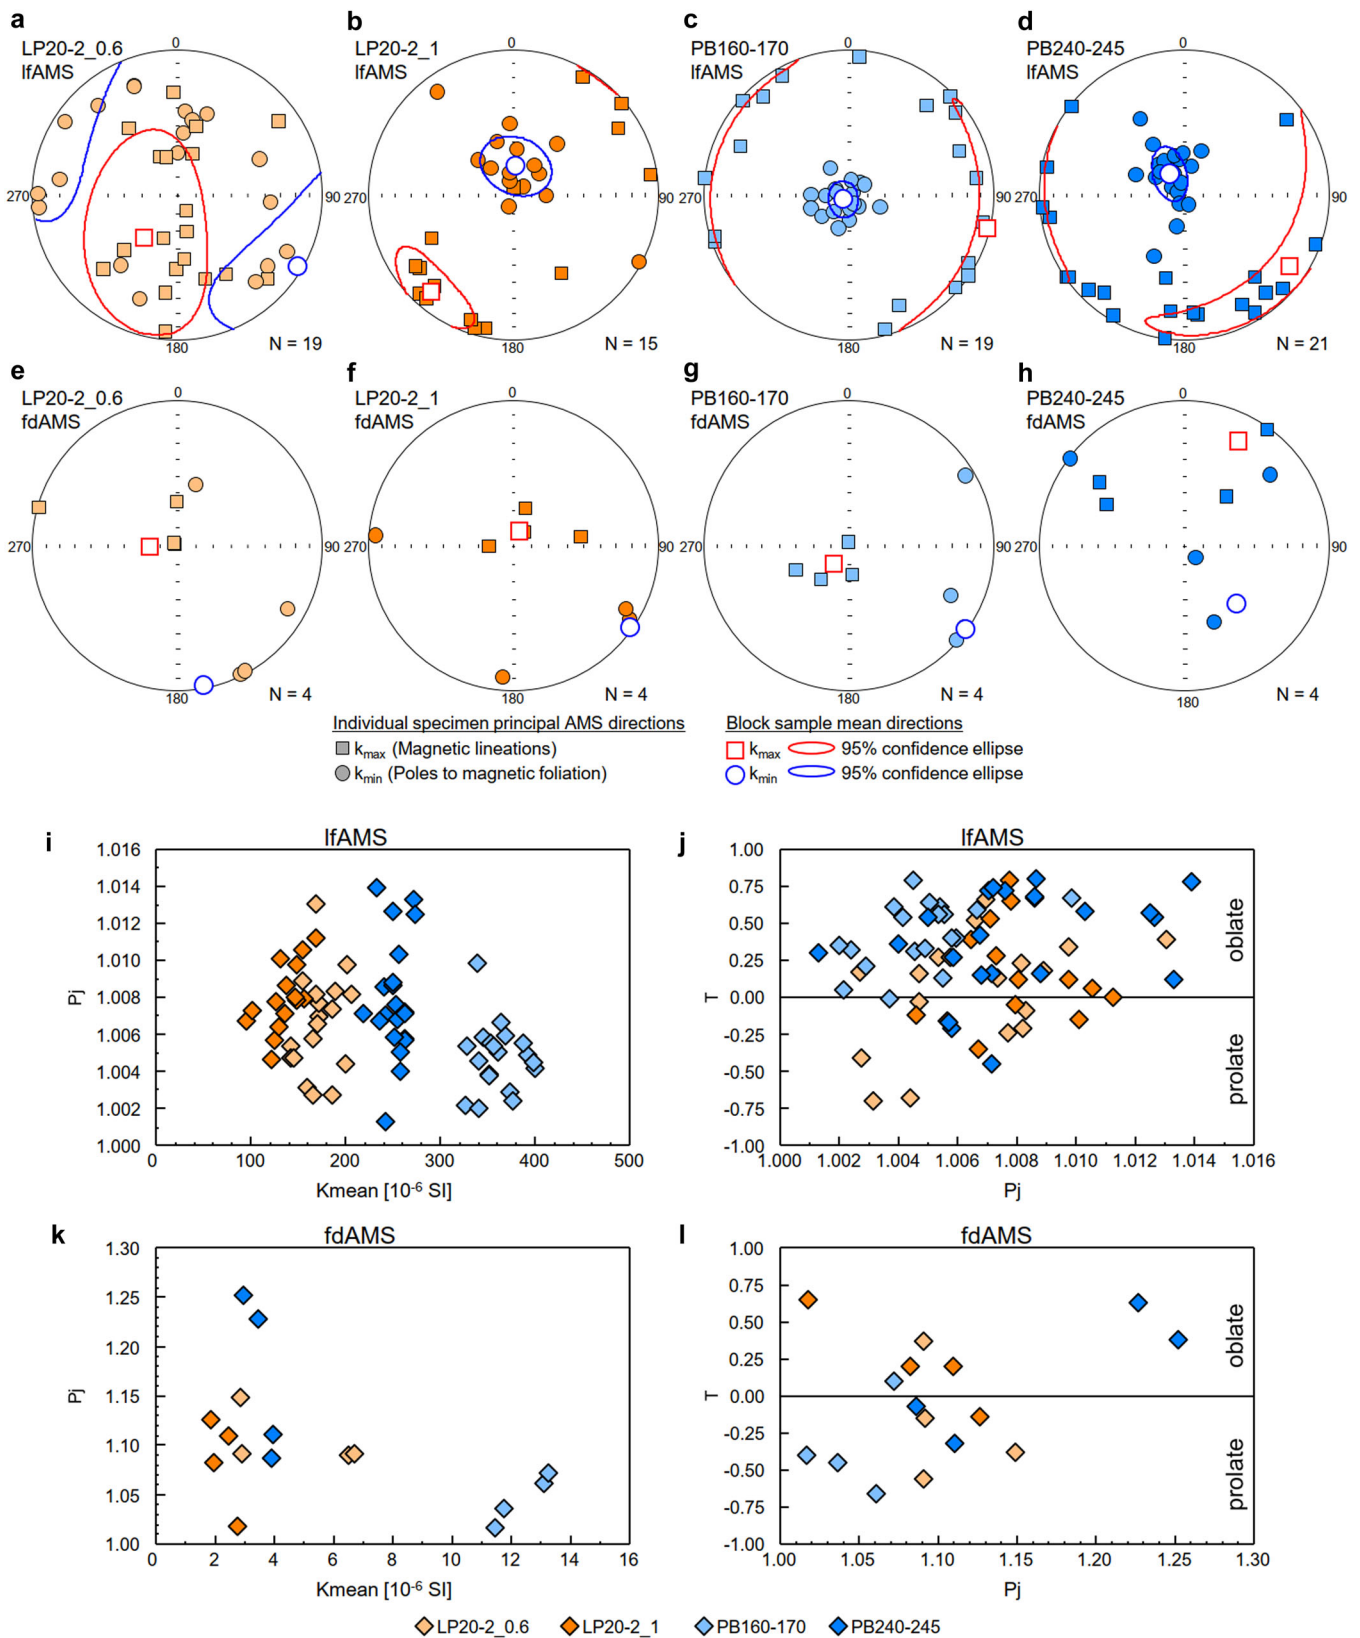 a
LP20-2_0.6
lfAMS
0
270
90
180
N = 19
b
LP20-2_1
lfAMS
0
270
90
180
N = 15
c
PB160-170
lfAMS
0
270
90
180
N = 19
d
PB240-245
lfAMS
0
270
90
180
N = 21
e
LP20-2_0.6
fdAMS
0
270
90
180
N = 4
f
LP20-2_1
fdAMS
0
270
90
180
N = 4
g
PB160-170
fdAMS
0
270
90
180
N = 4
h
PB240-245
fdAMS
0
270
90
180
N = 4
Individual specimen principal AMS directions
kmax (Magnetic lineations)
kmin (Poles to magnetic foliation)
Block sample mean directions
kmax 95% confidence ellipse
kmin 95% confidence ellipse
i
lfAMS
1.016
1.014
1.012
1.010
1.008
1.006
1.004
1.002
1.000
Pj
0 100 200 300 400 500
Kmean [10-6 SI]
j
lfAMS
1.00
0.75
0.50
0.25
0.00
-0.25
-0.50
-0.75
-1.00
T
oblate
prolate
1.000 1.002 1.004 1.006 1.008 1.010 1.012 1.014 1.016
Pj
k
fdAMS
1.30
1.25
1.20
1.15
1.10
1.05
1.00
Pj
0 2 4 6 8 10 12 14 16
Kmean [10-6 SI]
l
fdAMS
1.00
0.75
0.50
0.25
0.00
-0.25
-0.50
-0.75
-1.00
T
oblate
prolate
1.00 1.05 1.10 1.15 1.20 1.25 1.30
Pj
LP20-2_0.6 LP20-2_1 PB160-170 PB240-245